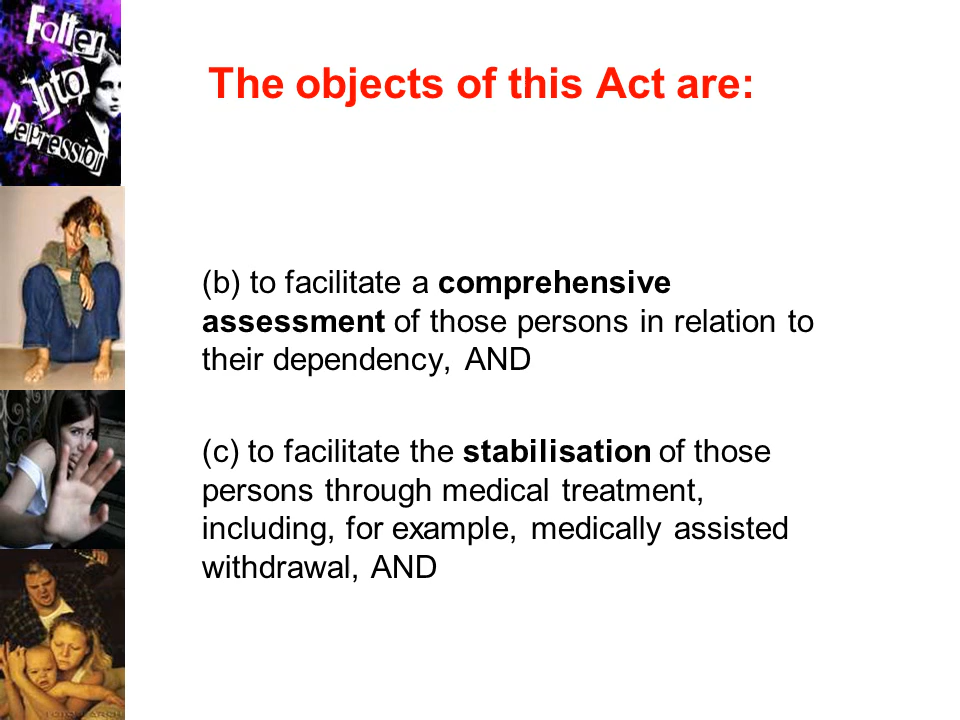 Fallen
Into
Depression
The objects of this Act are:
(b) to facilitate a comprehensive
assessment of those persons in relation to
their dependency, AND
(c) to facilitate the stabilisation of those
persons through medical treatment,
including, for example, medically assisted
withdrawal, AND